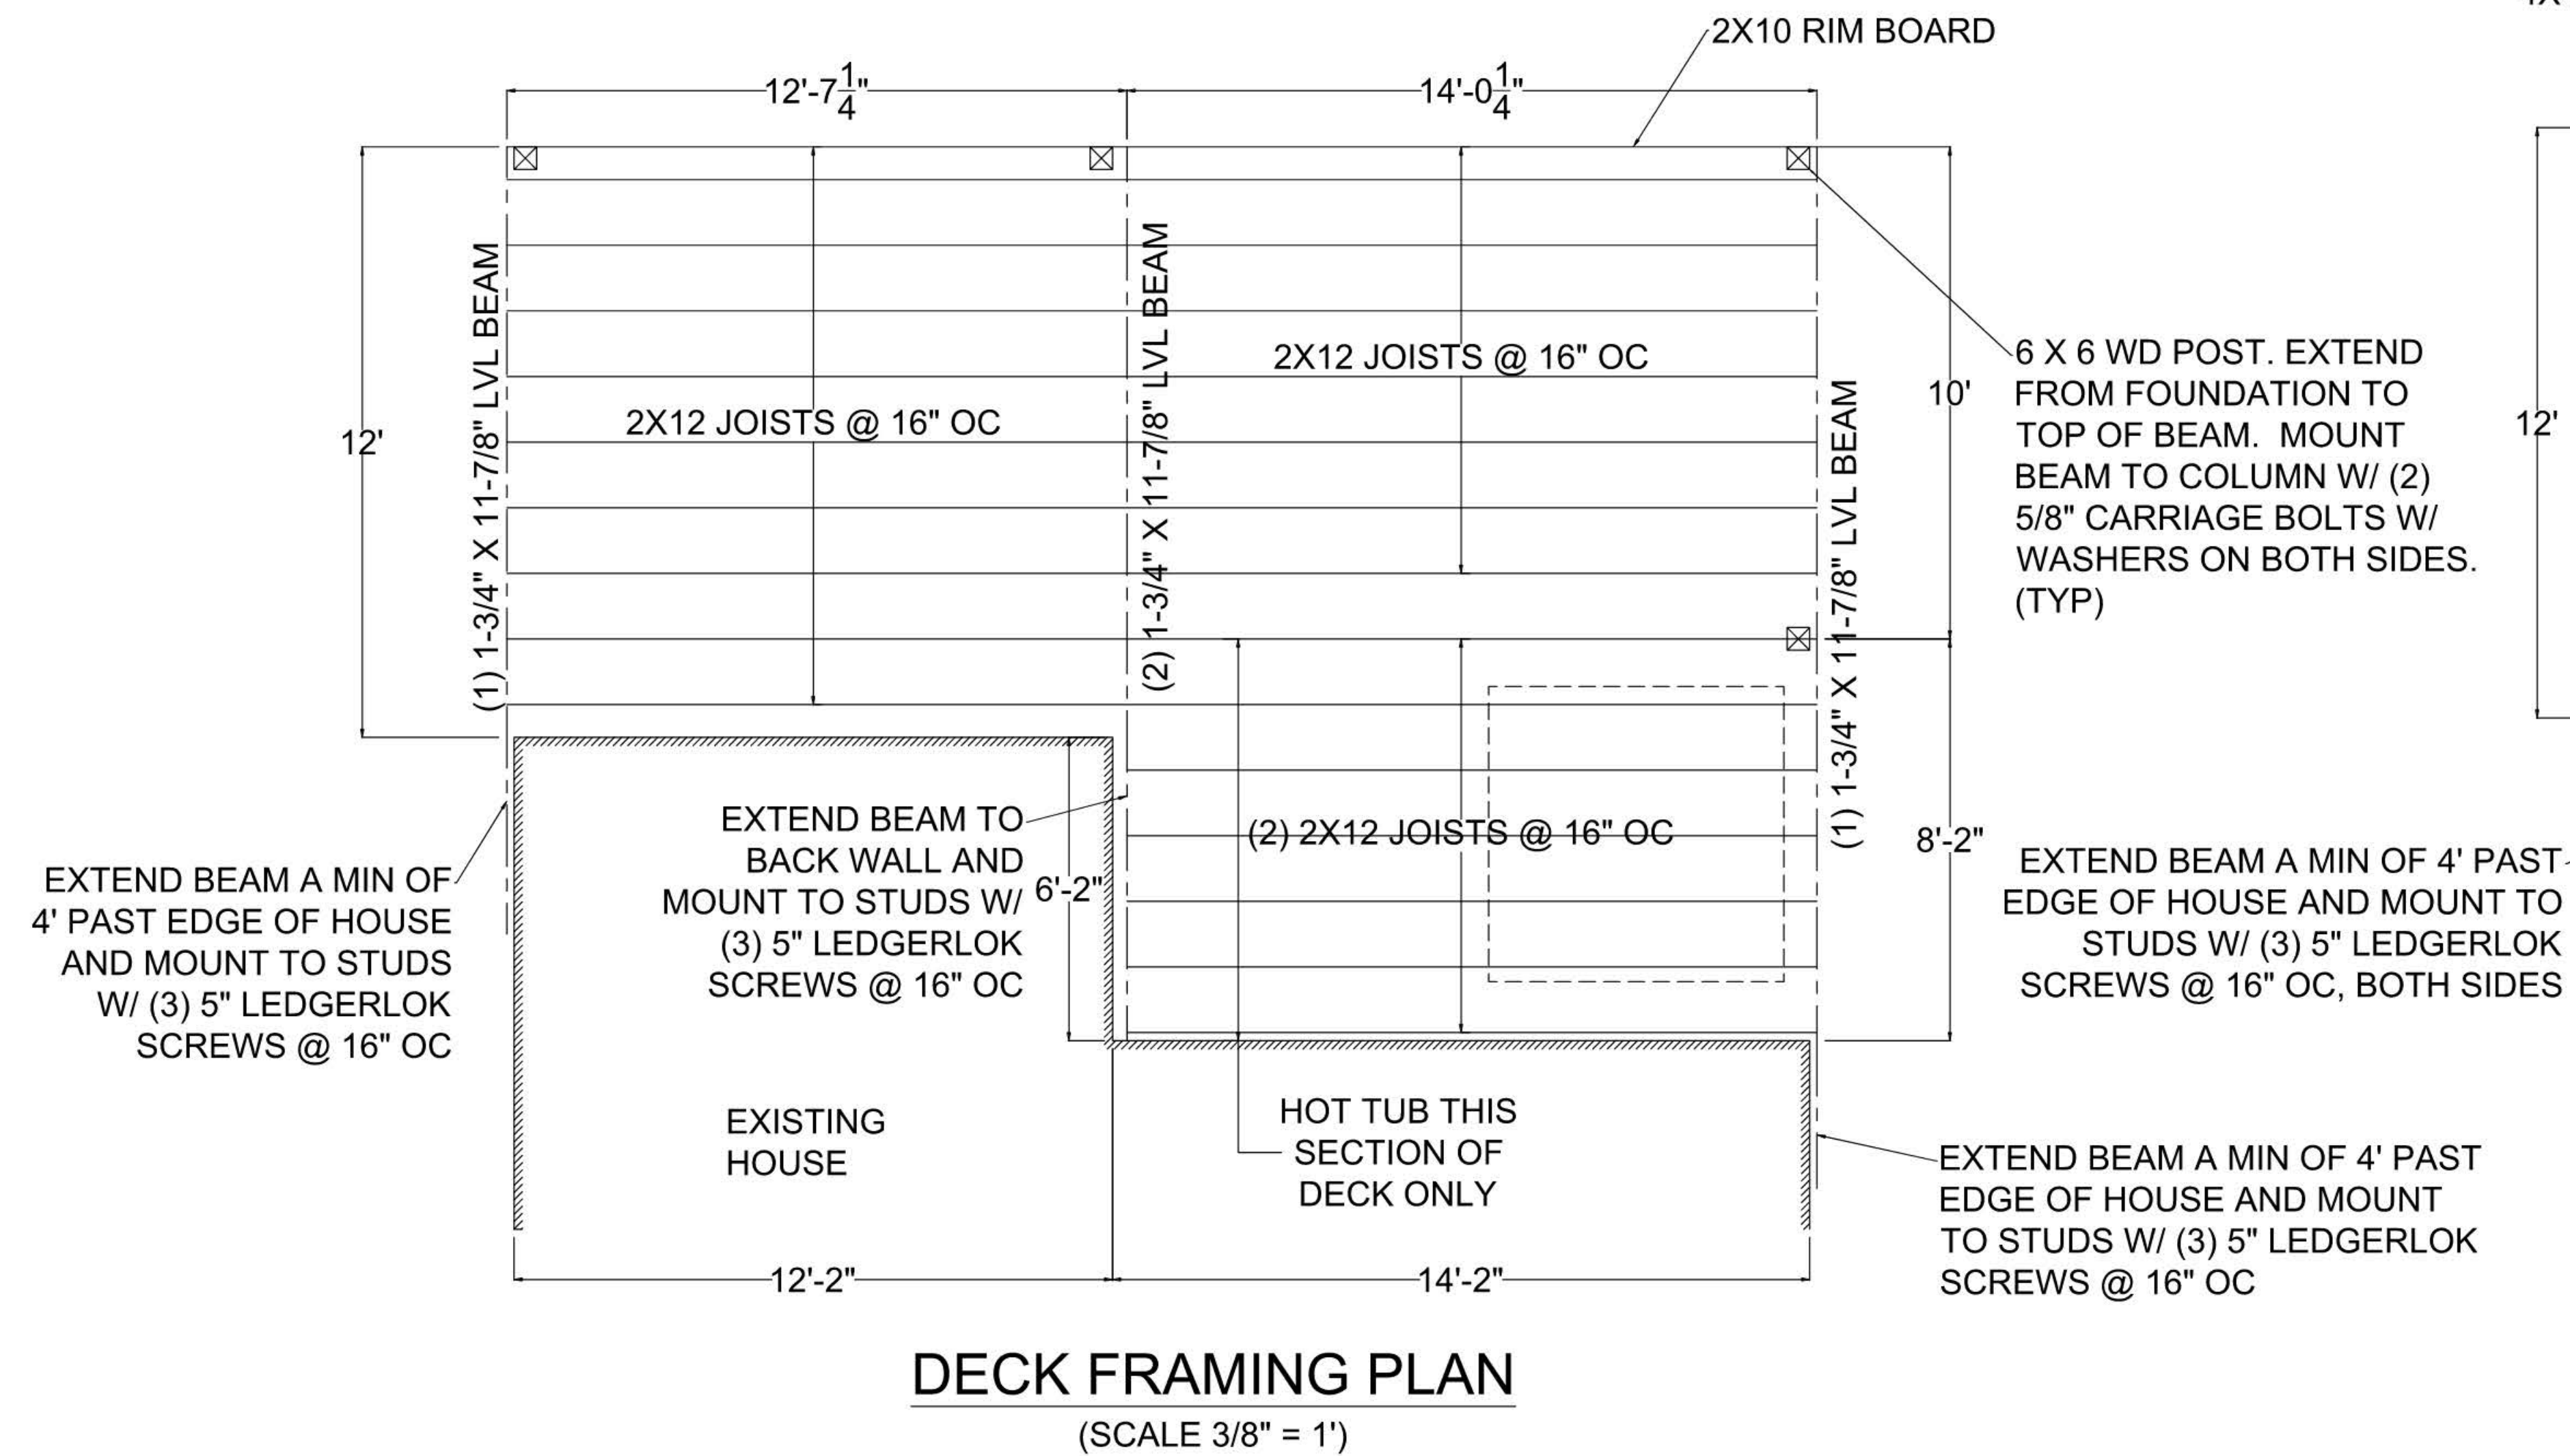 4X
2X10 RIM BOARD
12'-7 1/4"
14'-0 1/4"
12'
(1) 1-3/4" X 11-7/8" LVL BEAM
(2) 1-3/4" X 11-7/8" LVL BEAM
2X12 JOISTS @ 16" OC
2X12 JOISTS @ 16" OC
(1) 1-3/4" X 11-7/8" LVL BEAM
10'
6 X 6 WD POST. EXTEND
FROM FOUNDATION TO
TOP OF BEAM. MOUNT
BEAM TO COLUMN W/ (2)
5/8" CARRIAGE BOLTS W/
WASHERS ON BOTH SIDES.
(TYP)
12'
EXTEND BEAM A MIN OF
4' PAST EDGE OF HOUSE
AND MOUNT TO STUDS
W/ (3) 5" LEDGERLOK
SCREWS @ 16" OC
EXTEND BEAM TO
BACK WALL AND
MOUNT TO STUDS W/
(3) 5" LEDGERLOK
SCREWS @ 16" OC
6'-2"
(2) 2X12 JOISTS @ 16" OC
8'-2"
EXTEND BEAM A MIN OF 4' PAST
EDGE OF HOUSE AND MOUNT TO
STUDS W/ (3) 5" LEDGERLOK
SCREWS @ 16" OC, BOTH SIDES
EXISTING
HOUSE
HOT TUB THIS
SECTION OF
DECK ONLY
EXTEND BEAM A MIN OF 4' PAST
EDGE OF HOUSE AND MOUNT
TO STUDS W/ (3) 5" LEDGERLOK
SCREWS @ 16" OC
12'-2"
14'-2"
DECK FRAMING PLAN
(SCALE 3/8" = 1')